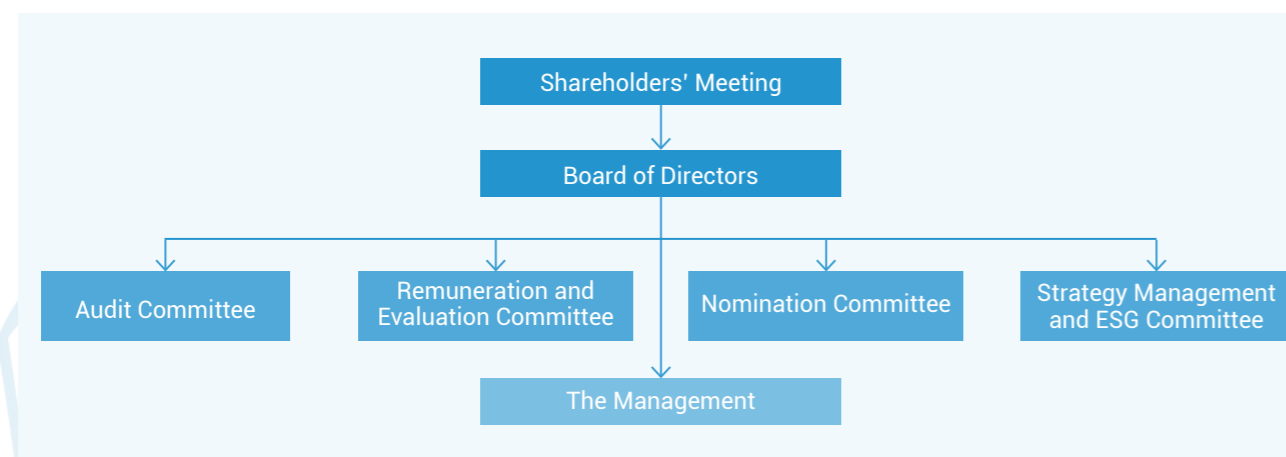 Shareholders' Meeting
Board of Directors
Audit Committee
Remuneration and
Evaluation Committee
Nomination Committee
Strategy Management
and ESG Committee
The Management